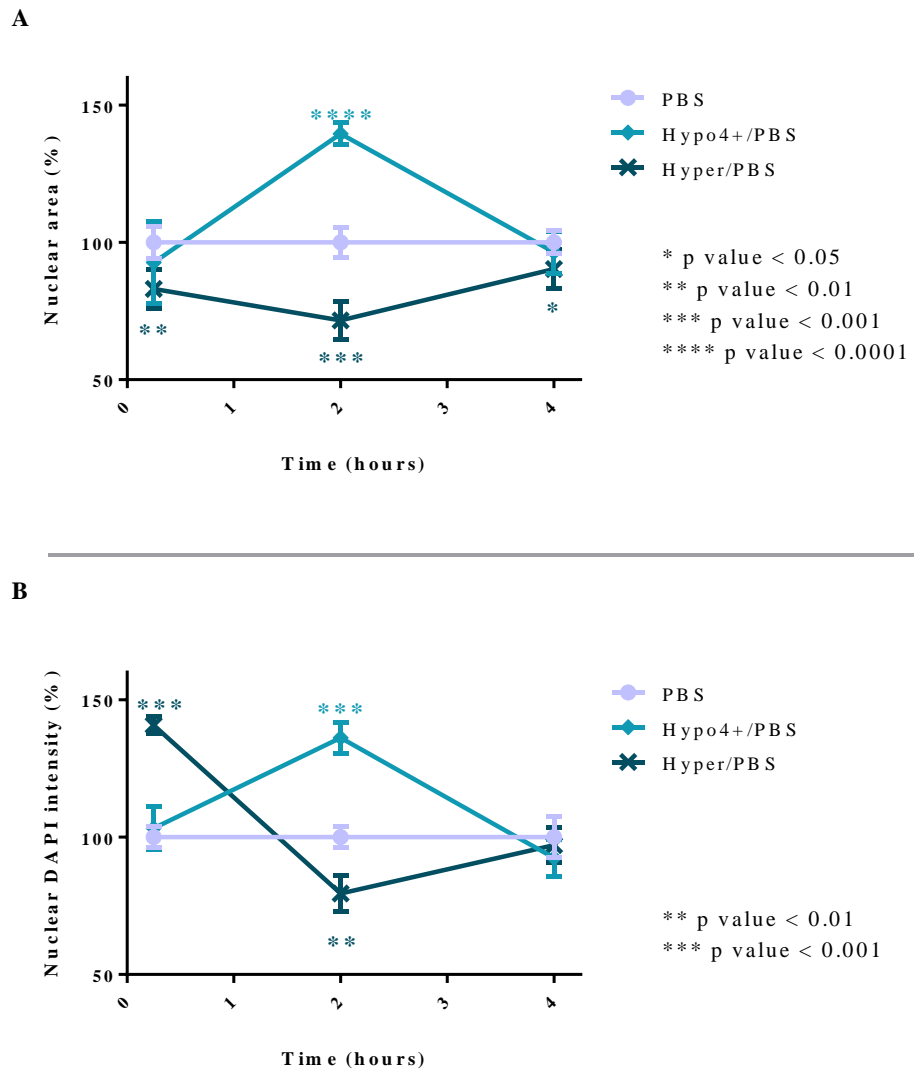 A
150
100
50
Nuclear area (%)
****
**
***
*
0 1 2 3 4
Time (hours)
PBS
Hypo4+/PBS
Hyper/PBS
* p value < 0.05
** p value < 0.01
*** p value < 0.001
**** p value < 0.0001
B
150
100
50
Nuclear DAPI intensity (%)
***
***
**
0 1 2 3 4
Time (hours)
PBS
Hypo4+/PBS
Hyper/PBS
** p value < 0.01
*** p value < 0.001